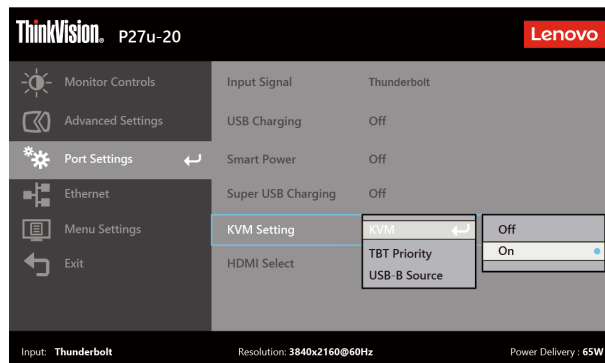 ThinkVision® P27u-20
Lenovo
Monitor Controls
Input Signal Thunderbolt
Advanced Settings
USB Charging Off
Port Settings
Smart Power Off
Ethernet
Super USB Charging Off
Menu Settings
KVM Setting KVM Off
TBT Priority On
Exit
HDMI Select USB-B Source
Input: Thunderbolt Resolution: 3840x2160@60Hz Power Delivery : 65W